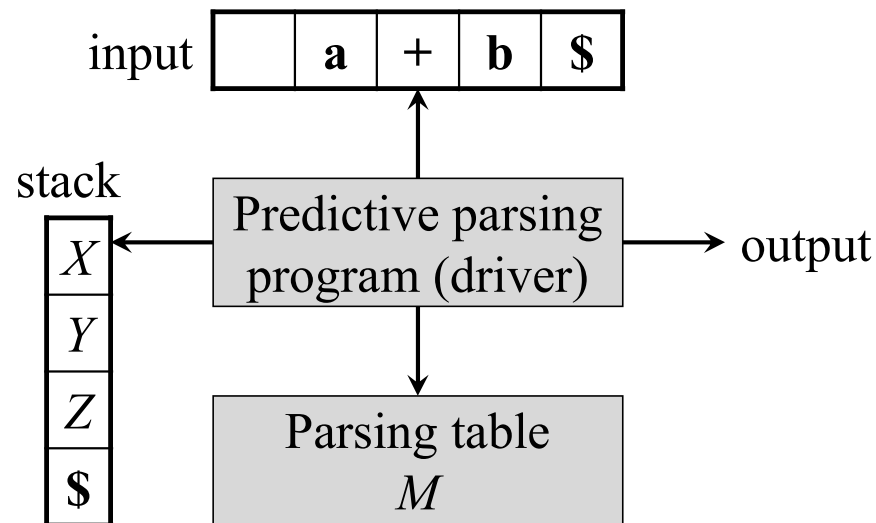 input a + b $
stack
X
Y
Z
$
Predictive parsing
program (driver)
output
Parsing table
M